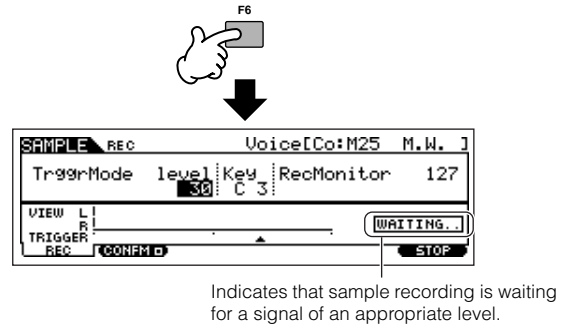 F6
SAMPLE REC Voice[Co:M25 M.W. ]
TrggrMode level Key RecMonitor 127
30 C 3
VIEW L
R
WAITING..
TRIGGER
REC CONFM STOP
Indicates that sample recording is waiting
for a signal of an appropriate level.